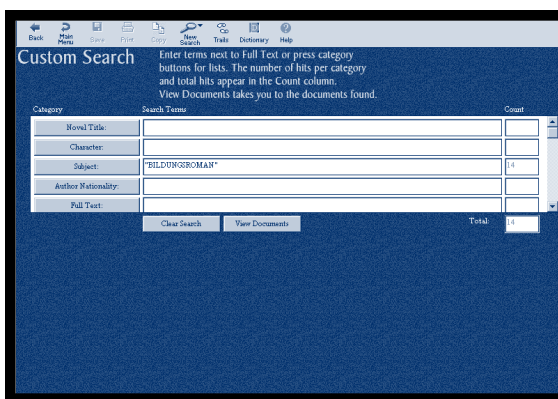 Back Main Menu Save Print Copy New Search Trails Dictionary Help
Custom Search
Enter terms next to Full Text or press category
buttons for lists. The number of hits per category
and total hits appear in the Count column.
View Documents takes you to the documents found.
Category Search Terms Count
Novel Title:
Character:
Subject: "BILDUNGSROMAN" 14
Author Nationality:
Full Text:
Clear Search View Documents Total: 14